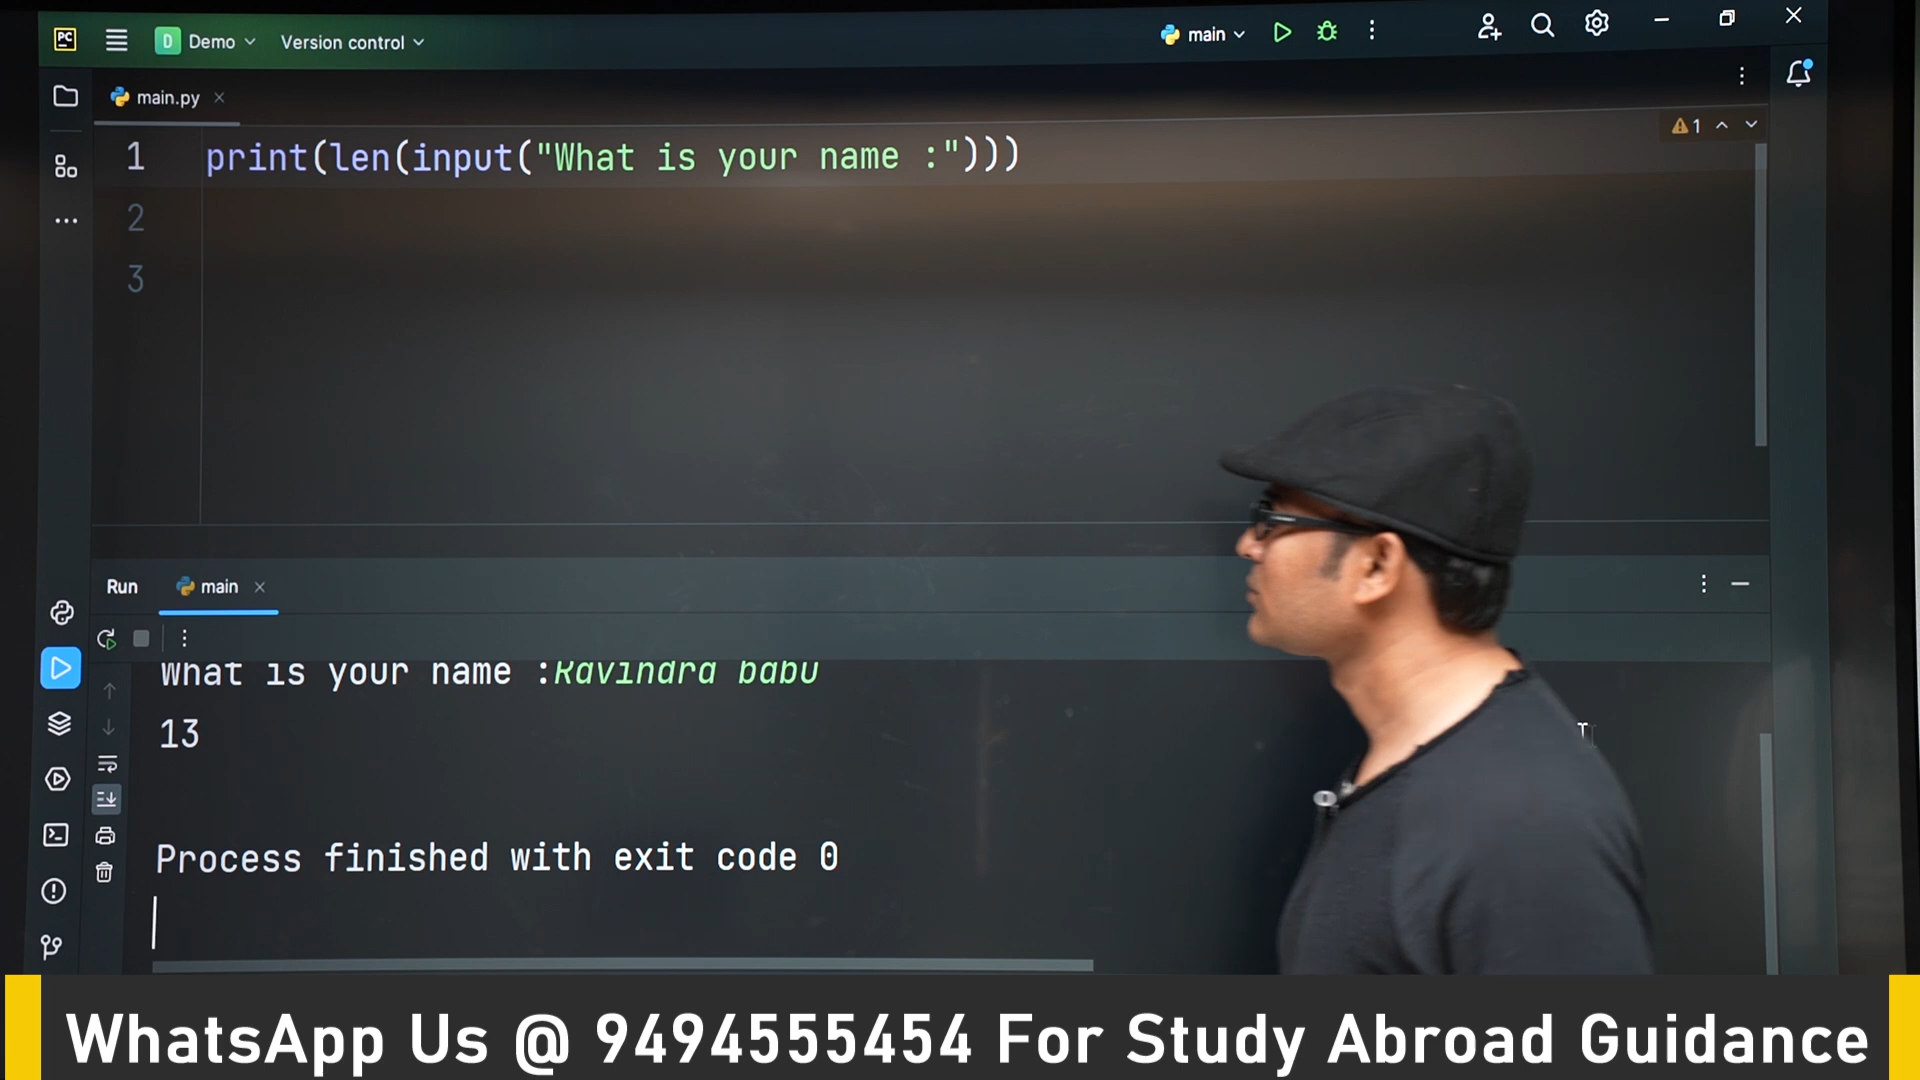 PC
D Demo
Version control
main
main.py
1
1 print(len(input("What is your name :")))
2
3
Run
main
What is your name :Ravindra babu
13
Process finished with exit code 0
WhatsApp Us @ 9494555454 For Study Abroad Guidance